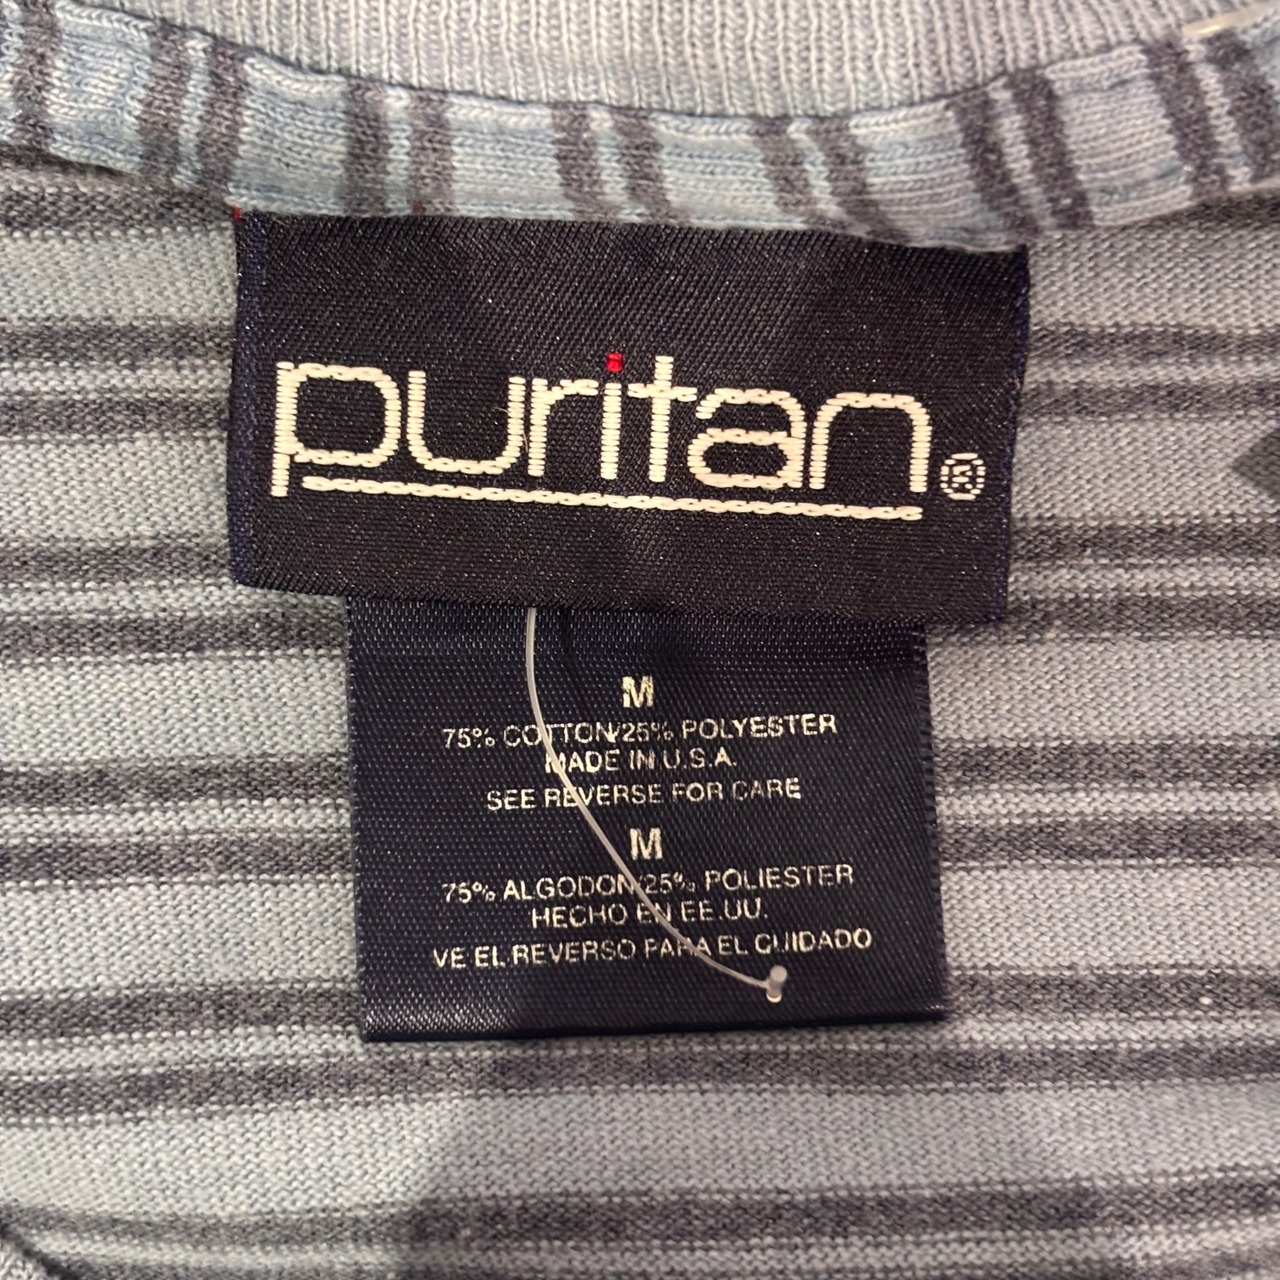 puritan®
M
75% COTTON/25% POLYESTER
MADE IN U.S.A.
SEE REVERSE FOR CARE
M
75% ALGODON/25% POLIESTER
HECHO EN EE.UU.
VE EL REVERSO PARA EL CUIDADO